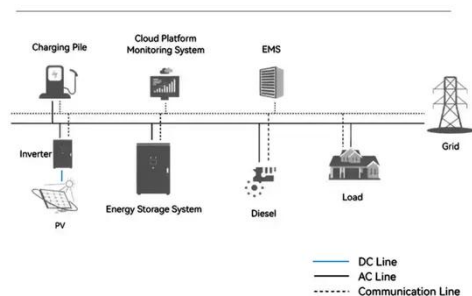 Charging Pile
Cloud Platform
Monitoring System
EMS
Grid
Inverter
PV
Energy Storage System
Diesel
Load
DC Line
AC Line
Communication Line